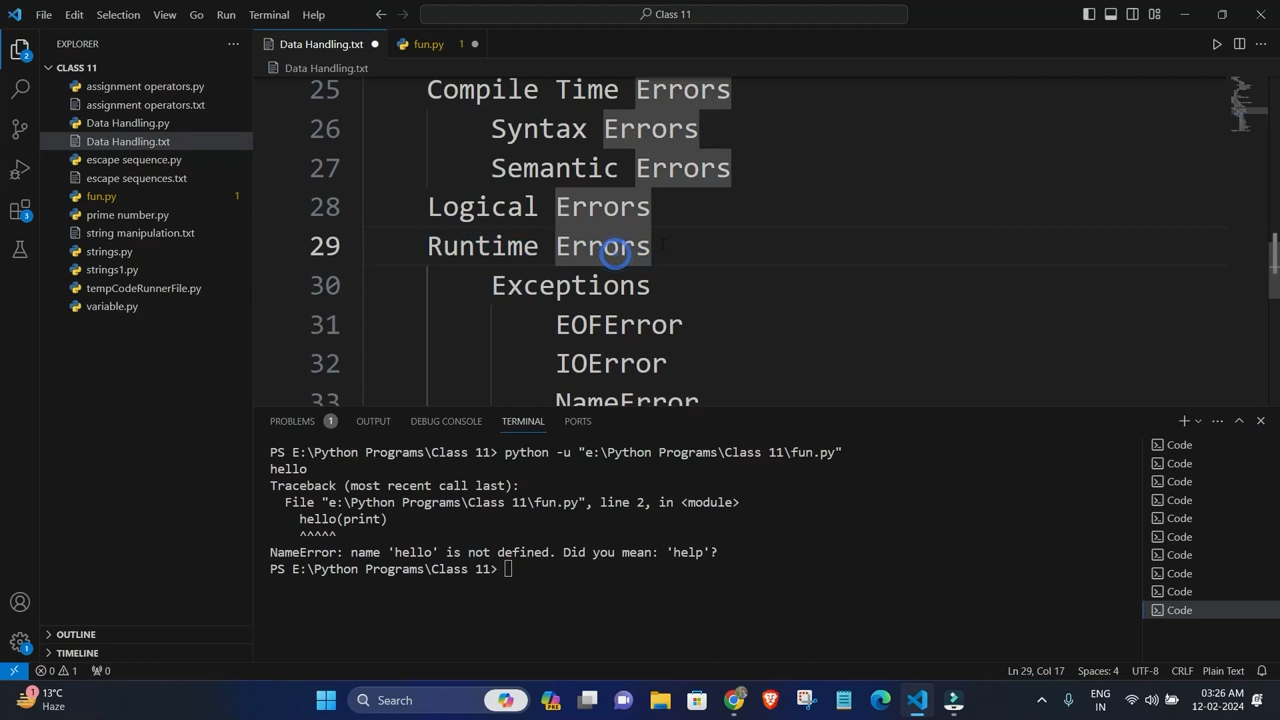 File Edit Selection View Go Run Terminal Help
Class 11
EXPLORER
CLASS 11
assignment operators.py
assignment operators.txt
Data Handling.py
Data Handling.txt
escape sequence.py
escape sequences.txt
fun.py 1
prime number.py
string manipulation.txt
strings.py
strings1.py
tempCodeRunnerFile.py
variable.py
OUTLINE
TIMELINE
2
3
1
Data Handling.txt
fun.py 1
Data Handling.txt
25 Compile Time Errors
26 Syntax Errors
27 Semantic Errors
28 Logical Errors
29 Runtime Errors
30 Exceptions
31 EOFError
32 IOError
33 NameError
PROBLEMS 1 OUTPUT DEBUG CONSOLE TERMINAL PORTS
PS E:\Python Programs\Class 11> python -u "e:\Python Programs\Class 11\fun.py"
hello
Traceback (most recent call last):
File "e:\Python Programs\Class 11\fun.py", line 2, in <module>
hello(print)
^^^^^
NameError: name 'hello' is not defined. Did you mean: 'help'?
PS E:\Python Programs\Class 11>
Code
Code
Code
Code
Code
Code
Code
Code
Code
Code
0 1 0
Ln 29, Col 17 Spaces: 4 UTF-8 CRLF Plain Text
1
13°C
Haze
Search
PRE
ENG
IN
03:26 AM
12-02-2024